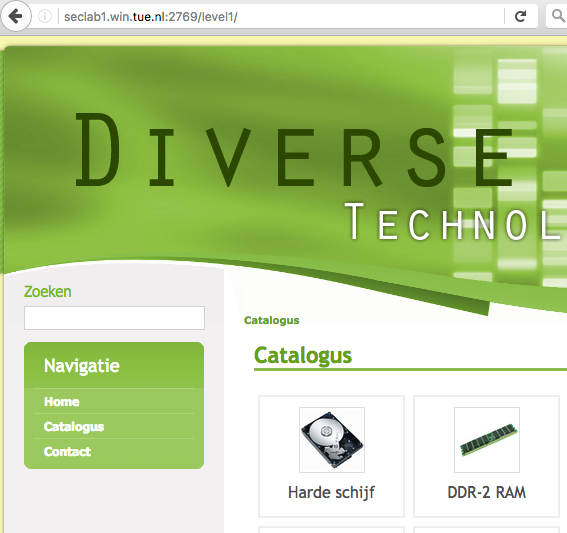 seclab1.win.tue.nl:2769/level1/
DIVERSE
TECHNOL
Zoeken
Catalogus
Navigatie
Catalogus
Home
Catalogus
Contact
Harde schijf
DDR-2 RAM